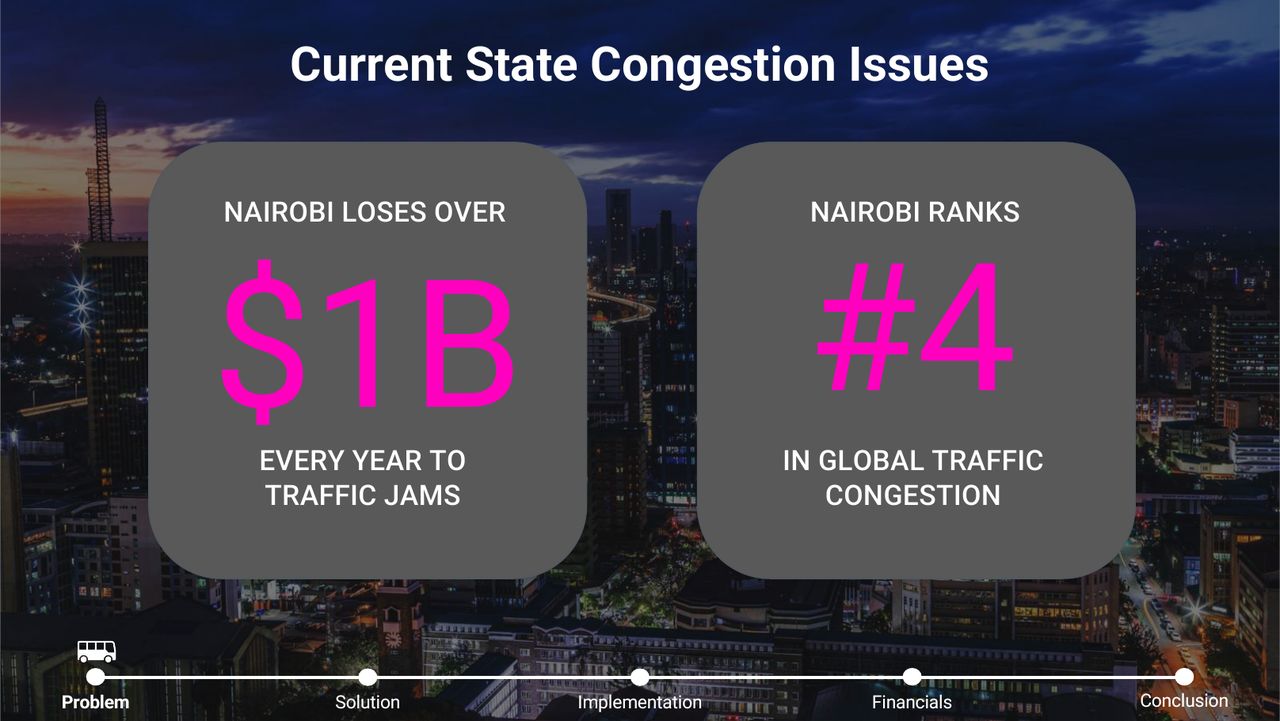 Current State Congestion Issues
NAIROBI LOSES OVER
$1B
EVERY YEAR TO
TRAFFIC JAMS
NAIROBI RANKS
#4
IN GLOBAL TRAFFIC
CONGESTION
Problem
Solution
Implementation
Financials
Conclusion